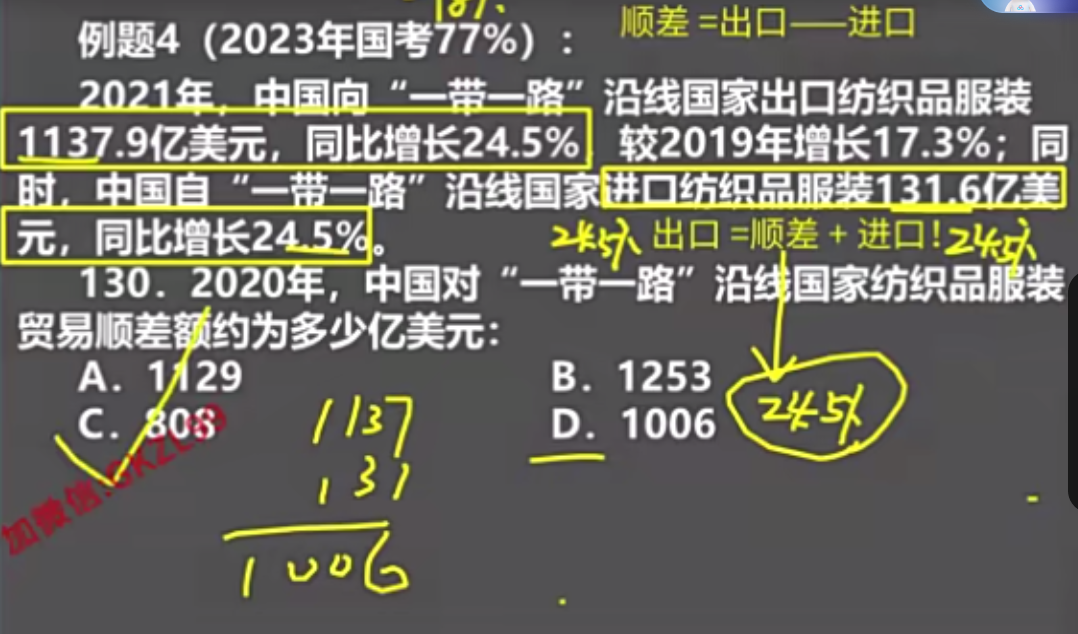 18%.
顺差 =出口——进口
例题4（2023年国考77%）：
2021年，中国向“一带一路”沿线国家出口纺织品服装
1137.9亿美元，同比增长24.5%，较2019年增长17.3%；同
时，中国自“一带一路”沿线国家进口纺织品服装131.6亿美
元，同比增长24.5%。
24.5% 出口 =顺差 + 进口！24.5%
130．2020年，中国对“一带一路”沿线国家纺织品服装
贸易顺差额约为多少亿美元：
A．1129
B．1253
C．808
D．1006
24.5%
1137
131
1006
加微信:GKZL99